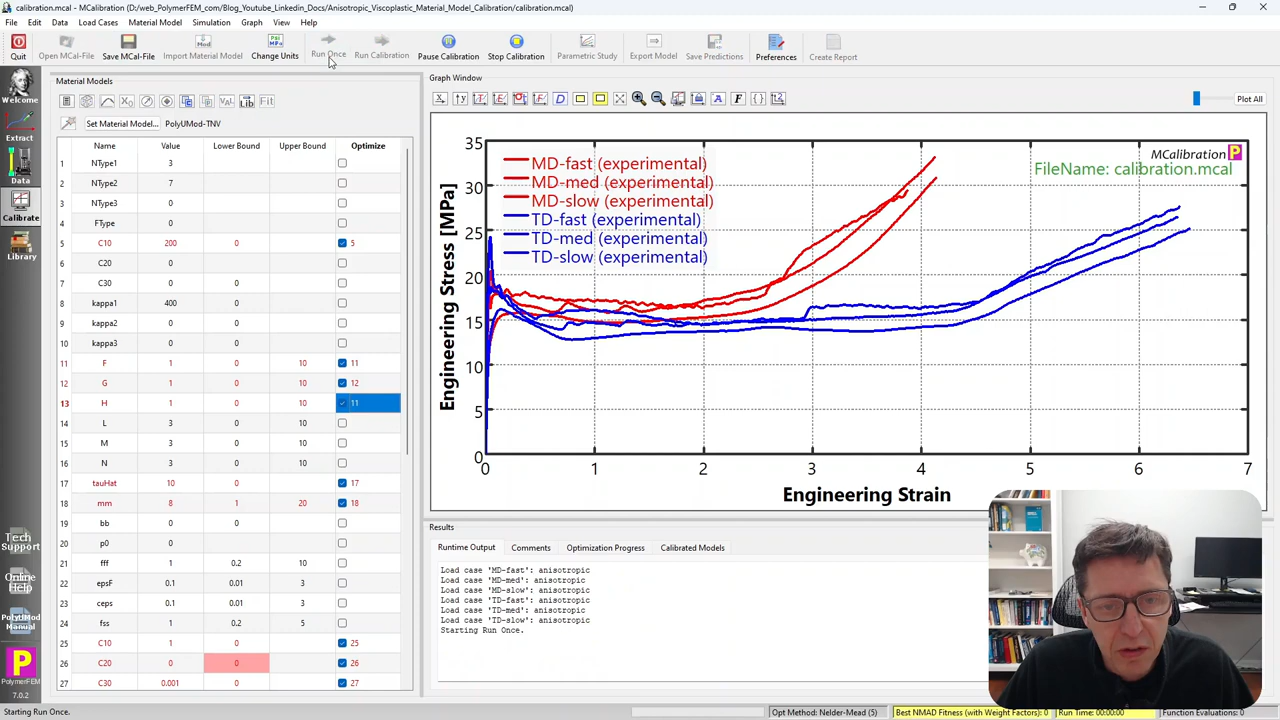 calibration.mcal - MCalibration (D:/web_PolymerFEM_com/Blog_Youtube_Linkedin_Docs/Anisotropic_Viscoplastic_Material_Model_Calibration/calibration.mcal)
File Edit Data Load Cases Material Model Simulation Graph View Help
Quit Open MCal-File Save MCal-File Import Material Model Change Units Run Once Run Calibration Pause Calibration Stop Calibration Parametric Study Export Model Save Predictions Preferences Create Report
Welcome
Extract
Data
Calibrate
Library
Tech Support
Online Help
PolyUMod Manual
PolymerFEM
7.0.2
Material Models
Set Material Model... PolyUMod-TNV
Name Value Lower Bound Upper Bound Optimize
1 NType1 3
2 NType2 7
3 NType3 0
4 FType 0
5 C10 200 0 5
6 C20 0
7 C30 0
8 kappa1 400
9 kappa2 0
10 kappa3 0
11 F 1 0 10 11
12 G 1 0 10 12
13 H 1 0 10 11
14 L 3 0 10
15 M 3 0 10
16 N 3 0 10
17 tauHat 10 0 17
18 mm 8 1 20 18
19 bb 0 0
20 p0 0
21 fff 1 0.2 10
22 epsF 0.1 0.01 3
23 ceps 0.1 0.01 3
24 fss 1 0.2 5
25 C10 1 0 25
26 C20 0 0 26
27 C30 0.001 0 27
Graph Window
Plot All
MCalibration
FileName: calibration.mcal
MD-fast (experimental)
MD-med (experimental)
MD-slow (experimental)
TD-fast (experimental)
TD-med (experimental)
TD-slow (experimental)
Engineering Stress [MPa]
35
30
25
20
15
10
5
0
0 1 2 3 4 5 6 7
Engineering Strain
Results
Runtime Output Comments Optimization Progress Calibrated Models
Load case 'MD-fast': anisotropic
Load case 'MD-med': anisotropic
Load case 'MD-slow': anisotropic
Load case 'TD-fast': anisotropic
Load case 'TD-med': anisotropic
Load case 'TD-slow': anisotropic
Starting Run Once.
Starting Run Once. Opt Method: Nelder-Mead (5) Best NMAD Fitness (with Weight Factors): 0 Run Time: 00:00:00 Function Evaluations: 0